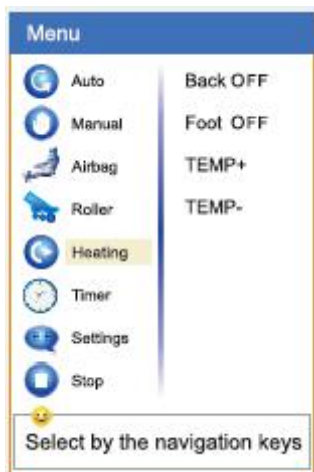 Menu
Auto
Manual
Airbag
Roller
Heating
Timer
Settings
Stop
Back OFF
Foot OFF
TEMP+
TEMP-
Select by the navigation keys